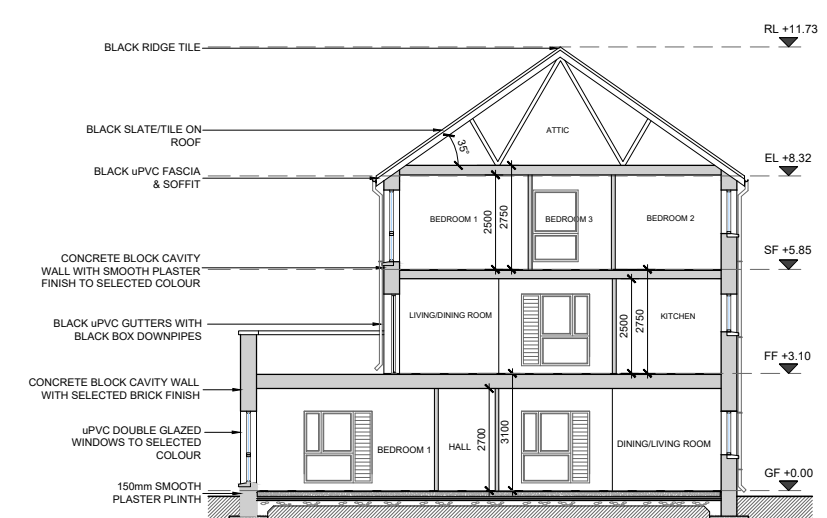 RL +11.73
BLACK RIDGE TILE
BLACK SLATE/TILE ON
ROOF
ATTIC
35°
EL +8.32
BLACK uPVC FASCIA
& SOFFIT
BEDROOM 1
2500
2750
BEDROOM 3
BEDROOM 2
SF +5.85
CONCRETE BLOCK CAVITY
WALL WITH SMOOTH PLASTER
FINISH TO SELECTED COLOUR
LIVING/DINING ROOM
2500
2750
KITCHEN
BLACK uPVC GUTTERS WITH
BLACK BOX DOWNPIPES
FF +3.10
CONCRETE BLOCK CAVITY WALL
WITH SELECTED BRICK FINISH
uPVC DOUBLE GLAZED
WINDOWS TO SELECTED
COLOUR
BEDROOM 1
HALL
2700
3100
DINING/LIVING ROOM
GF +0.00
150mm SMOOTH
PLASTER PLINTH